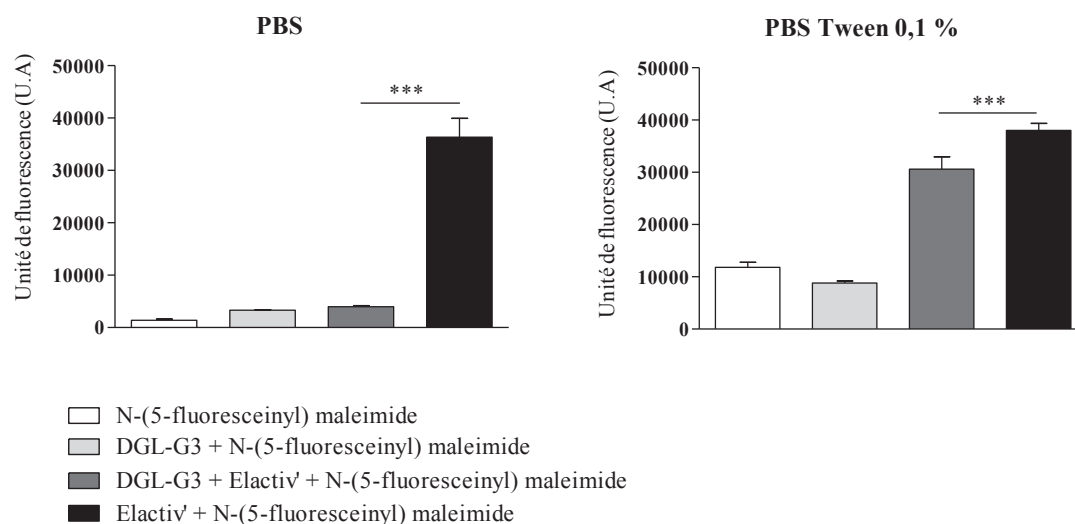 PBS
Unité de fluorescence (U.A)
50000
40000
30000
20000
10000
0
***
PBS Tween 0,1 %
Unité de fluorescence (U.A)
50000
40000
30000
20000
10000
0
***
N-(5-fluoresceinyl) maleimide
DGL-G3 + N-(5-fluoresceinyl) maleimide
DGL-G3 + Elactiv' + N-(5-fluoresceinyl) maleimide
Elactiv' + N-(5-fluoresceinyl) maleimide